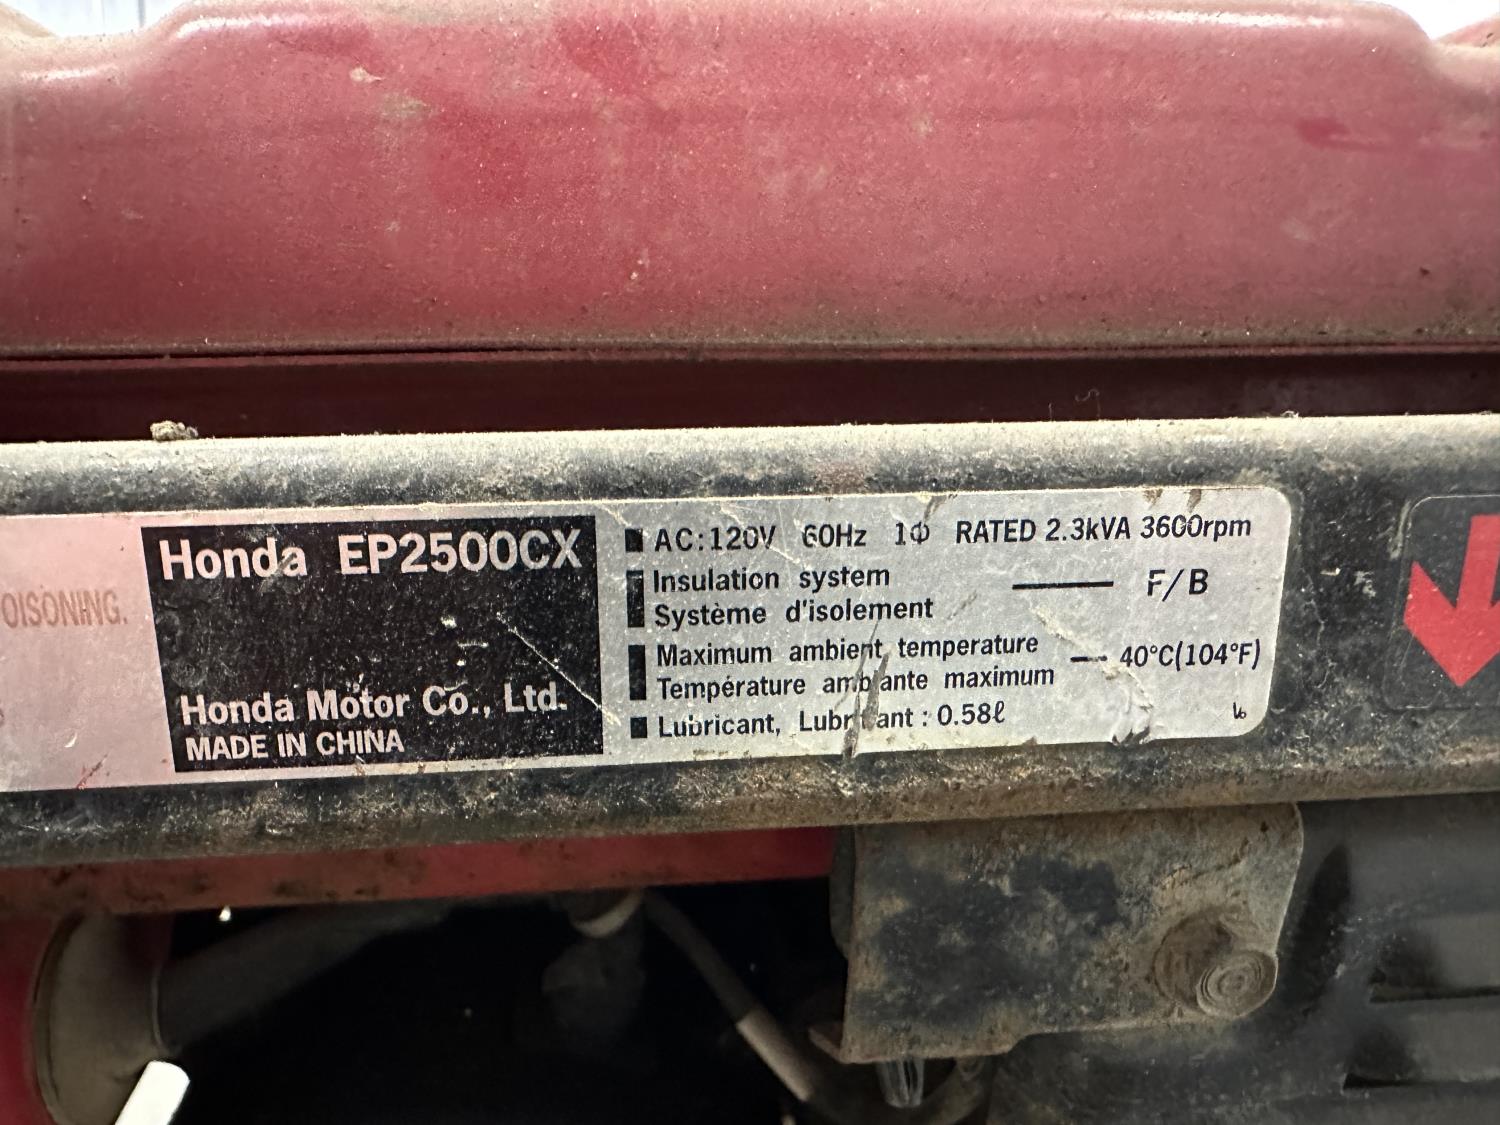 OISONING.
Honda EP2500CX
Honda Motor Co., Ltd.
MADE IN CHINA
AC:120V 60Hz 1Φ RATED 2.3kVA 3600rpm
Insulation system
Système d'isolement — F/B
Maximum ambient temperature
Température ambiante maximum — 40°C(104°F)
Lubricant, Lubrifiant : 0.58ℓ